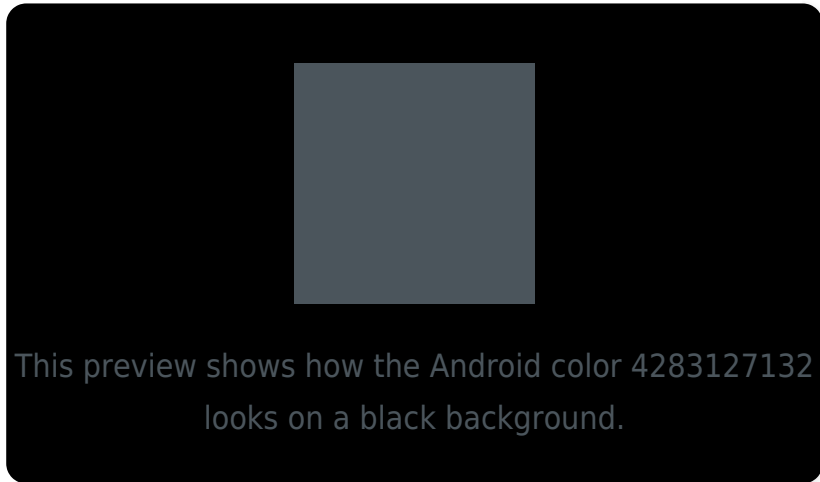 This preview shows how the Android color 4283127132
looks on a black background.